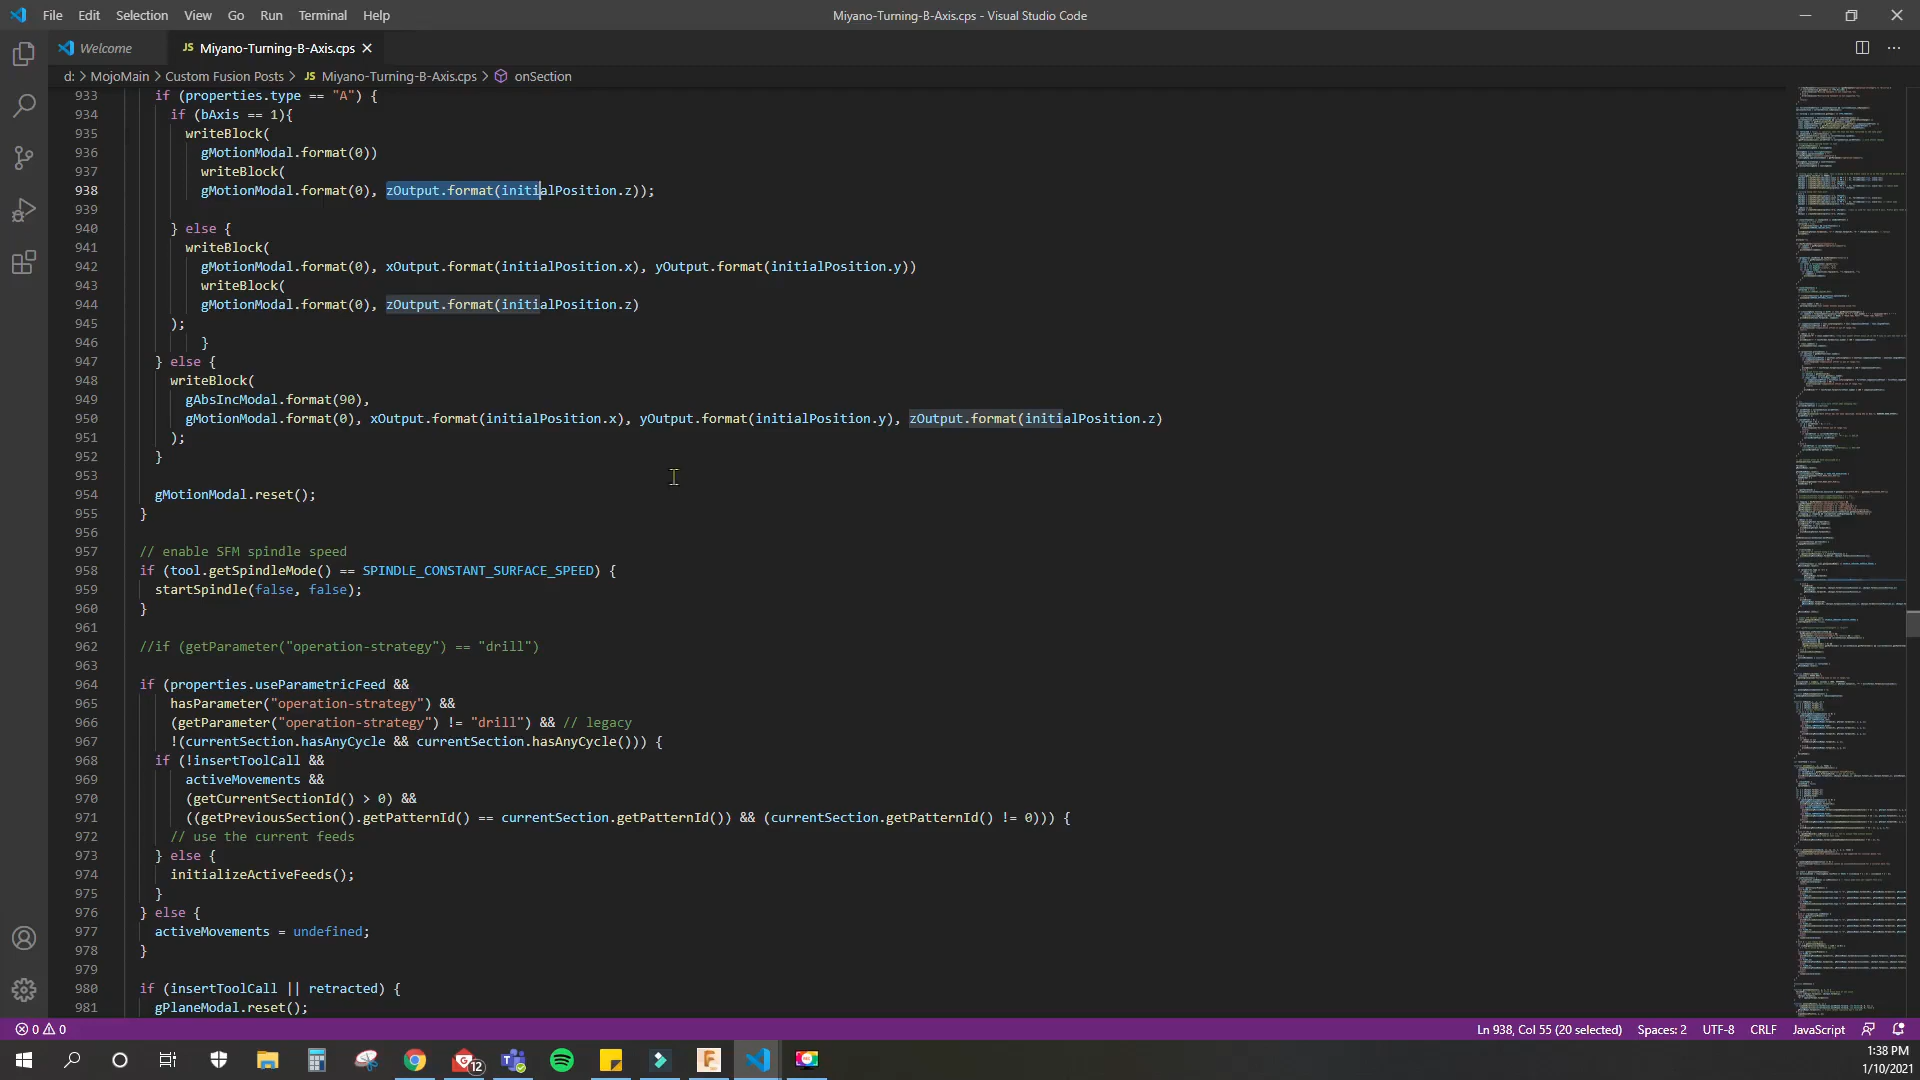 File Edit Selection View Go Run Terminal Help
Miyano-Turning-B-Axis.cps - Visual Studio Code
Welcome
JS Miyano-Turning-B-Axis.cps
d: > MojoMain > Custom Fusion Posts > JS Miyano-Turning-B-Axis.cps > onSection
933 if (properties.type == "A") {
934 if (bAxis == 1){
935 writeBlock(
936 gMotionModal.format(0))
937 writeBlock(
938 gMotionModal.format(0), zOutput.format(initialPosition.z));
939
940 } else {
941 writeBlock(
942 gMotionModal.format(0), xOutput.format(initialPosition.x), yOutput.format(initialPosition.y))
943 writeBlock(
944 gMotionModal.format(0), zOutput.format(initialPosition.z)
945 );
946 }
947 } else {
948 writeBlock(
949 gAbsIncModal.format(90),
950 gMotionModal.format(0), xOutput.format(initialPosition.x), yOutput.format(initialPosition.y), zOutput.format(initialPosition.z)
951 );
952 }
953
954 gMotionModal.reset();
955 }
956
957 // enable SFM spindle speed
958 if (tool.getSpindleMode() == SPINDLE_CONSTANT_SURFACE_SPEED) {
959 startSpindle(false, false);
960 }
961
962 //if (getParameter("operation-strategy") == "drill")
963
964 if (properties.useParametricFeed &&
965 hasParameter("operation-strategy") &&
966 (getParameter("operation-strategy") != "drill") && // legacy
967 !(currentSection.hasAnyCycle && currentSection.hasAnyCycle())) {
968 if (!insertToolCall &&
969 activeMovements &&
970 (getCurrentSectionId() > 0) &&
971 ((getPreviousSection().getPatternId() == currentSection.getPatternId()) && (currentSection.getPatternId() != 0))) {
972 // use the current feeds
973 } else {
974 initializeActiveFeeds();
975 }
976 } else {
977 activeMovements = undefined;
978 }
979
980 if (insertToolCall || retracted) {
981 gPlaneModal.reset();
0 0
Ln 938, Col 55 (20 selected) Spaces: 2 UTF-8 CRLF JavaScript
12
1:38 PM
1/10/2021